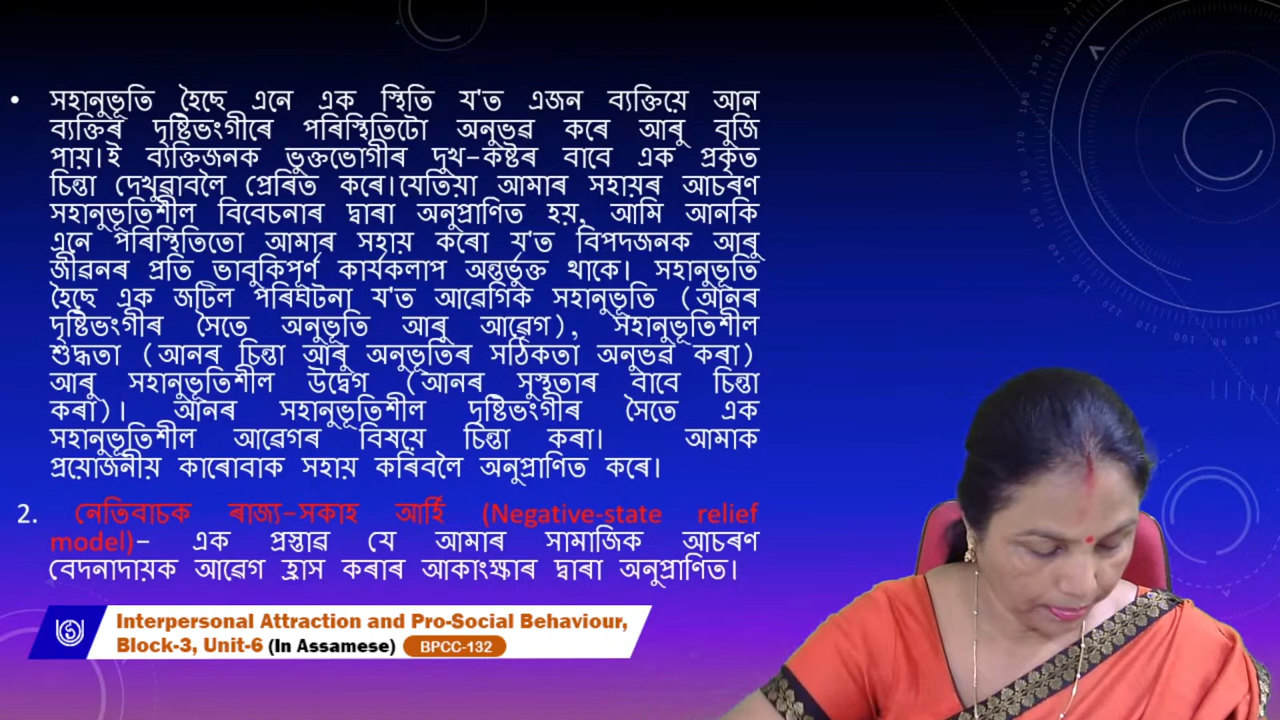 • সহানুভূতি হৈছে এনে এক স্থিতি য'ত এজন ব্যক্তিয়ে আন
ব্যক্তিৰ দৃষ্টিভংগীৰে পৰিস্থিতিটো অনুভৱ কৰে আৰু বুজি
পায়।ই ব্যক্তিজনক ভুক্তভোগীৰ দুখ-কষ্টৰ বাবে এক প্ৰকৃত
চিন্তা দেখুৱাবলৈ প্ৰেৰিত কৰে।যেতিয়া আমাৰ সহায়ৰ আচৰণ
সহানুভূতিশীল বিবেচনাৰ দ্বাৰা অনুপ্ৰাণিত হয়, আমি আনকি
এনে পৰিস্থিতিতো আমাৰ সহায় কৰো য'ত বিপদজনক আৰু
জীৱনৰ প্ৰতি ভাবুকিপূৰ্ণ কাৰ্যকলাপ অন্তৰ্ভুক্ত থাকে। সহানুভূতি
হৈছে এক জটিল পৰিঘটনা য'ত আৱেগিক সহানুভূতি (আনৰ
দৃষ্টিভংগীৰ সৈতে অনুভূতি আৰু আৱেগ), সহানুভূতিশীল
শুদ্ধতা (আনৰ চিন্তা আৰু অনুভূতিৰ সঠিকতা অনুভৱ কৰা)
আৰু সহানুভূতিশীল উদ্বেগ (আনৰ সুস্থতাৰ বাবে চিন্তা
কৰা)। আনৰ সহানুভূতিশীল দৃষ্টিভংগীৰ সৈতে এক
সহানুভূতিশীল আৱেগৰ বিষয়ে চিন্তা কৰা। আমাক
প্ৰয়োজনীয় কাৰোবাক সহায় কৰিবলৈ অনুপ্ৰাণিত কৰে।
2. নেতিবাচক ৰাজ্য-সকাহ আৰ্হি (Negative-state relief
model)- এক প্ৰস্তাৱ যে আমাৰ সামাজিক আচৰণ
বেদনাদায়ক আৱেগ হ্ৰাস কৰাৰ আকাংক্ষাৰ দ্বাৰা অনুপ্ৰাণিত।
Interpersonal Attraction and Pro-Social Behaviour,
Block-3, Unit-6 (In Assamese) BPCC-132